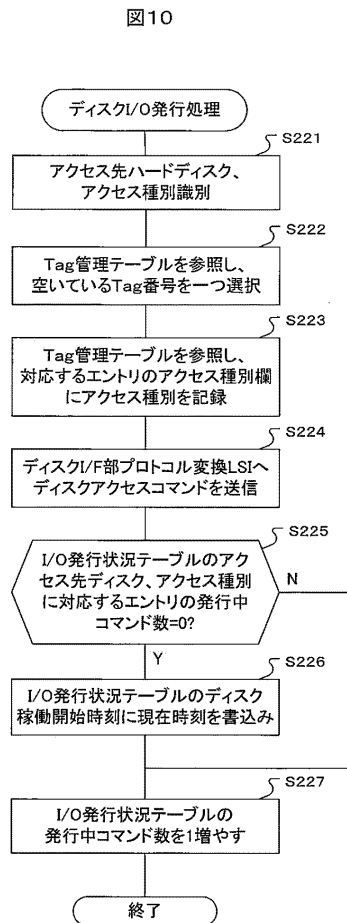 図10
ディスクI/O発行処理
S221
アクセス先ハードディスク、
アクセス種別識別
S222
Tag管理テーブルを参照し、
空いているTag番号を一つ選択
S223
Tag管理テーブルを参照し、
対応するエントリのアクセス種別欄
にアクセス種別を記録
S224
ディスクI/F部プロトコル変換LSIへ
ディスクアクセスコマンドを送信
S225
I/O発行状況テーブルのアク
セス先ディスク、アクセス種別
に対応するエントリの発行中
コマンド数=0?
N
Y
S226
I/O発行状況テーブルのディスク
稼働開始時刻に現在時刻を書込み
S227
I/O発行状況テーブルの
発行中コマンド数を1増やす
終了